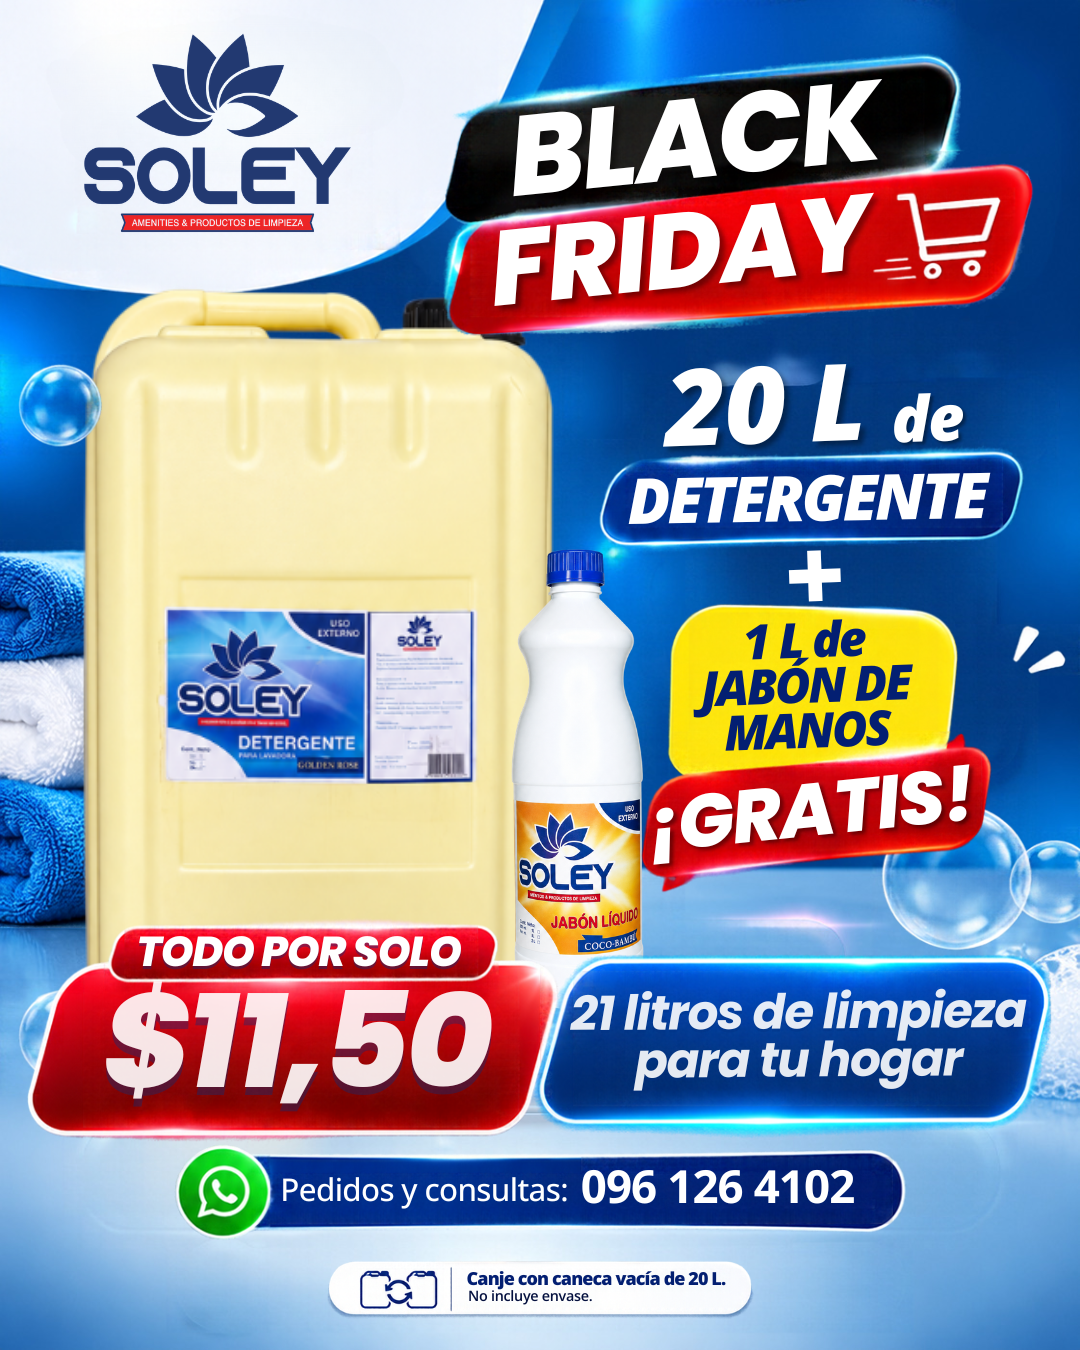 SOLEY
AMENITIES & PRODUCTOS DE LIMPIEZA
BLACK
FRIDAY
20 L de
DETERGENTE
+
1 L de
JABÓN DE
MANOS
¡GRATIS!
USO
EXTERNO
SOLEY
DETERGENTE
PARA LAVADORA
GOLDEN ROSE
SOLEY
USO
EXTERNO
SOLEY
JABÓN LÍQUIDO
TODO POR SOLO
$11,50
21 litros de limpieza
para tu hogar
Pedidos y consultas: 096 126 4102
Canje con caneca vacía de 20 L.
No incluye envase.